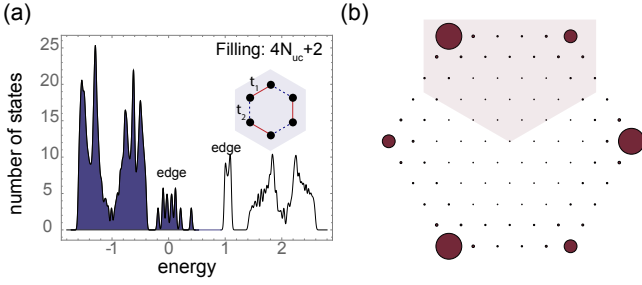 (a)
(b)
Filling: 4N_uc+2
t_1
t_2
edge
edge
number of states
25
20
15
10
5
0
-1
0
1
2
energy